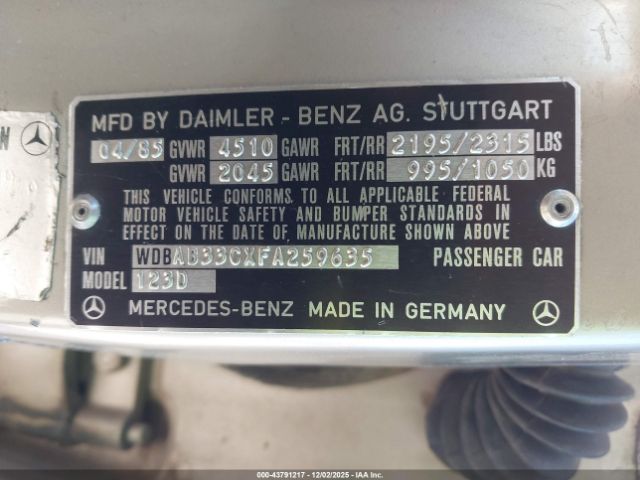 MFD BY DAIMLER - BENZ AG. STUTTGART
04/85 GVWR 4510 GAWR FRT/RR 2195/2315 LBS
GVWR 2045 GAWR FRT/RR 995/1050 KG
THIS VEHICLE CONFORMS TO ALL APPLICABLE FEDERAL
MOTOR VEHICLE SAFETY AND BUMPER STANDARDS IN
EFFECT ON THE DATE OF MANUFACTURE SHOWN ABOVE
VIN WDBAB33CXFA259635 PASSENGER CAR
MODEL 123D
MERCEDES-BENZ MADE IN GERMANY
000-43791217 - 12/02/2025 - COPYRIGHT IAA, LLC.